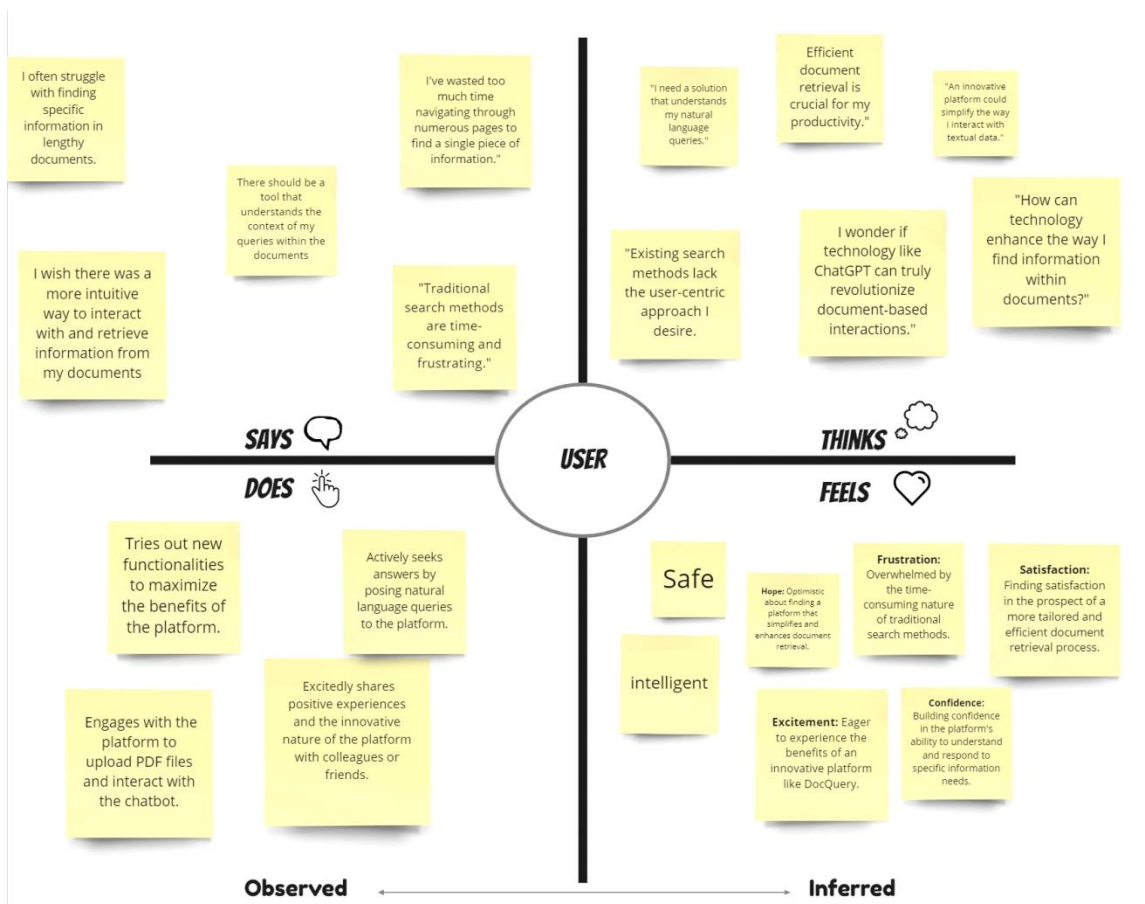 I often struggle
with finding
specific
information in
lengthy
documents.
I've wasted too
much time
navigating through
numerous pages to
find a single piece of
information."
There should be a
tool that
understands the
context of my
queries within the
documents
I wish there was a
more intuitive
way to interact
with and retrieve
information from
my documents
"Traditional
search methods
are time-
consuming and
frustrating."
"I need a solution
that understands
my natural
language
queries."
Efficient
document
retrieval is
crucial for my
productivity."
"An innovative
platform could
simplify the way
I interact with
textual data."
"Existing search
methods lack
the user-centric
approach I
desire.
I wonder if
technology like
ChatGPT can truly
revolutionize
document-based
interactions."
"How can
technology
enhance the way I
find information
within
documents?"
SAYS
THINKS
USER
DOES
FEELS
Tries out new
functionalities
to maximize
the benefits of
the platform.
Actively seeks
answers by
posing natural
language queries
to the platform.
Engages with the
platform to
upload PDF files
and interact with
the chatbot.
Excitedly shares
positive experiences
and the innovative
nature of the platform
with colleagues or
friends.
Safe
Hope: Optimistic
about finding a
platform that
simplifies and
enhances document
retrieval.
Frustration:
Overwhelmed by
the time-
consuming nature
of traditional
search methods.
Satisfaction:
Finding satisfaction
in the prospect of a
more tailored and
efficient document
retrieval process.
intelligent
Excitement: Eager
to experience the
benefits of an
innovative platform
like DocQuery.
Confidence:
Building confidence
in the platform's
ability to understand
and respond to
specific information
needs.
Observed
Inferred